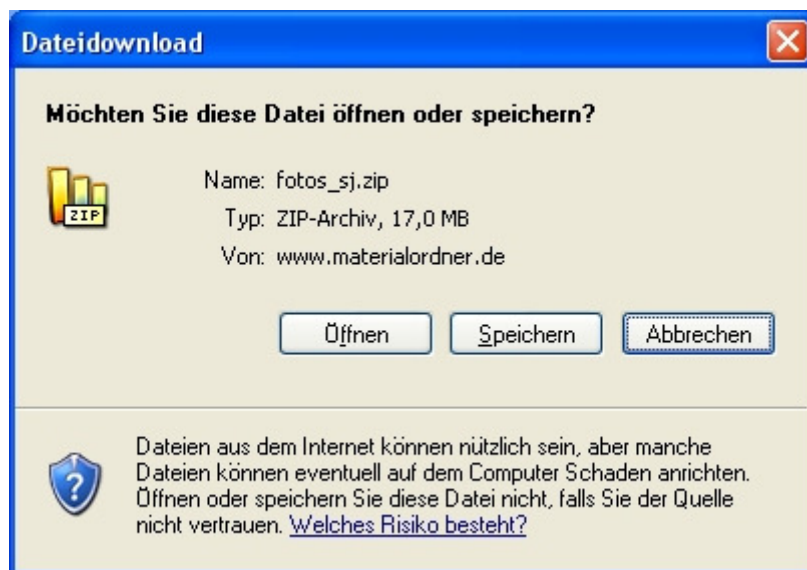 Dateidownload
Möchten Sie diese Datei öffnen oder speichern?
ZIP
Name: fotos_sj.zip
Typ: ZIP-Archiv, 17,0 MB
Von: www.materialordner.de
Öffnen Speichern Abbrechen
Dateien aus dem Internet können nützlich sein, aber manche
Dateien können eventuell auf dem Computer Schaden anrichten.
Öffnen oder speichern Sie diese Datei nicht, falls Sie der Quelle
nicht vertrauen. Welches Risiko besteht?